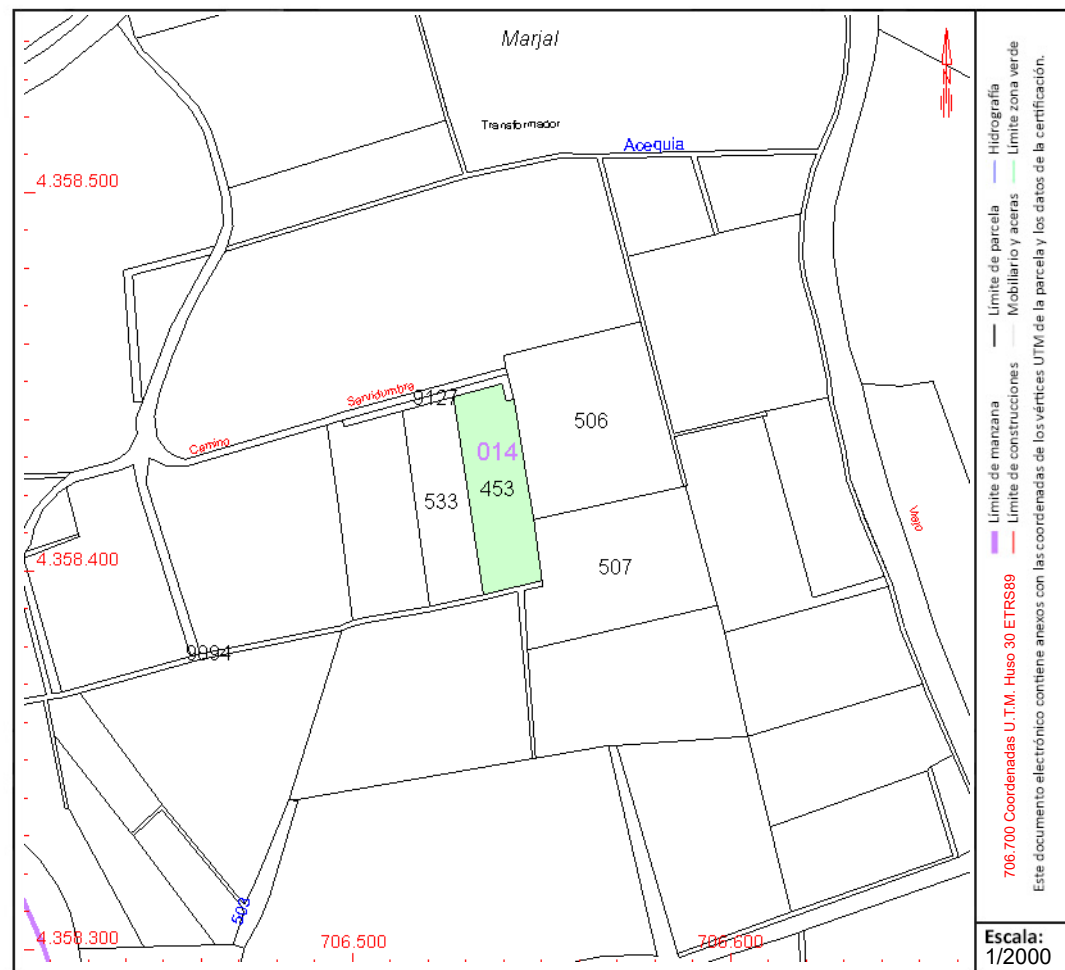 Marjal
Transformador
Acequia
4.358.500
Sarvidumbra
9127
Camino
506
014
453
533
Viejo
4.358.400
507
9094
503
4.358.300
706.500
706.600
Límite de manzana
Límite de parcela
Hidrografía
Límite de construcciones
Mobiliario y aceras
Límite zona verde
706.700 Coordenadas U.T.M. Huso 30 ETRS89
Este documento electrónico contiene anexos con las coordenadas de los vértices UTM de la parcela y los datos de la certificación.
Escala:
1/2000